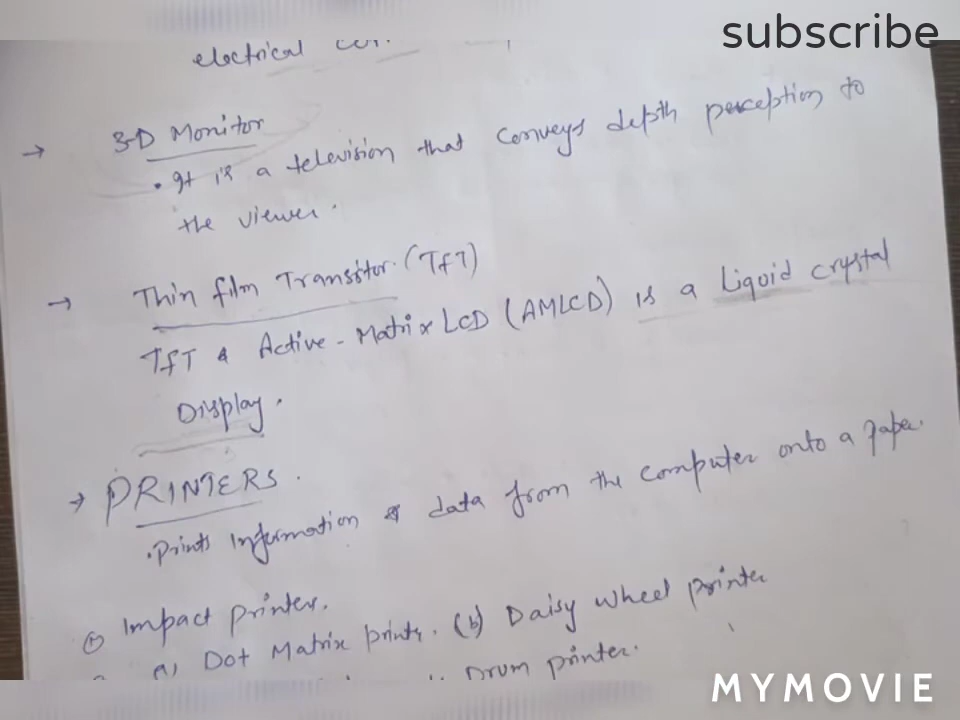 subscribe
electrical
→ 3-D Monitor
• It is a television that conveys depth perception to
the viewer.
→ Thin film Transistor. (TFT)
TFT & Active-Matrix LCD (AMLCD) is a Liquid crystal
Display.
→ PRINTERS.
• Prints Information & data from the computer onto a paper.
① Impact printers.
a) Dot Matrix printer. (b) Daisy wheel printer
Drum printer.
MYMOVIE